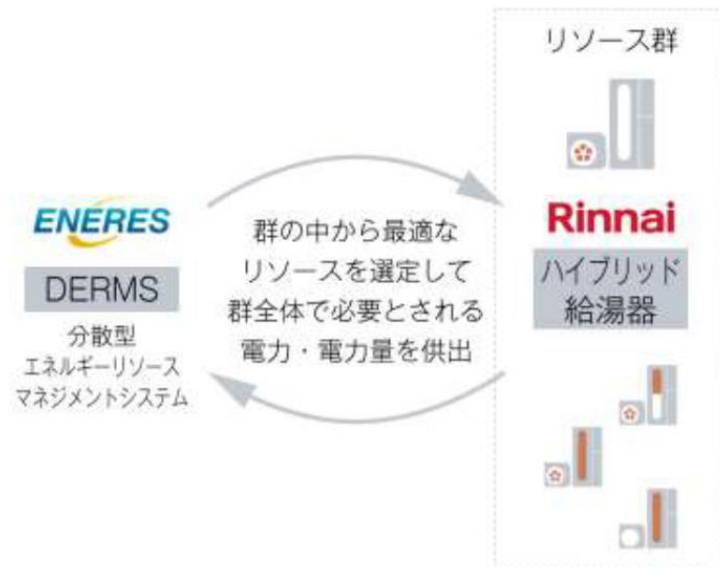 リソース群
ENERES
DERMS
分散型
エネルギーリソース
マネジメントシステム
群の中から最適な
リソースを選定して
群全体で必要とされる
電力・電力量を供出
Rinnai
ハイブリッド
給湯器